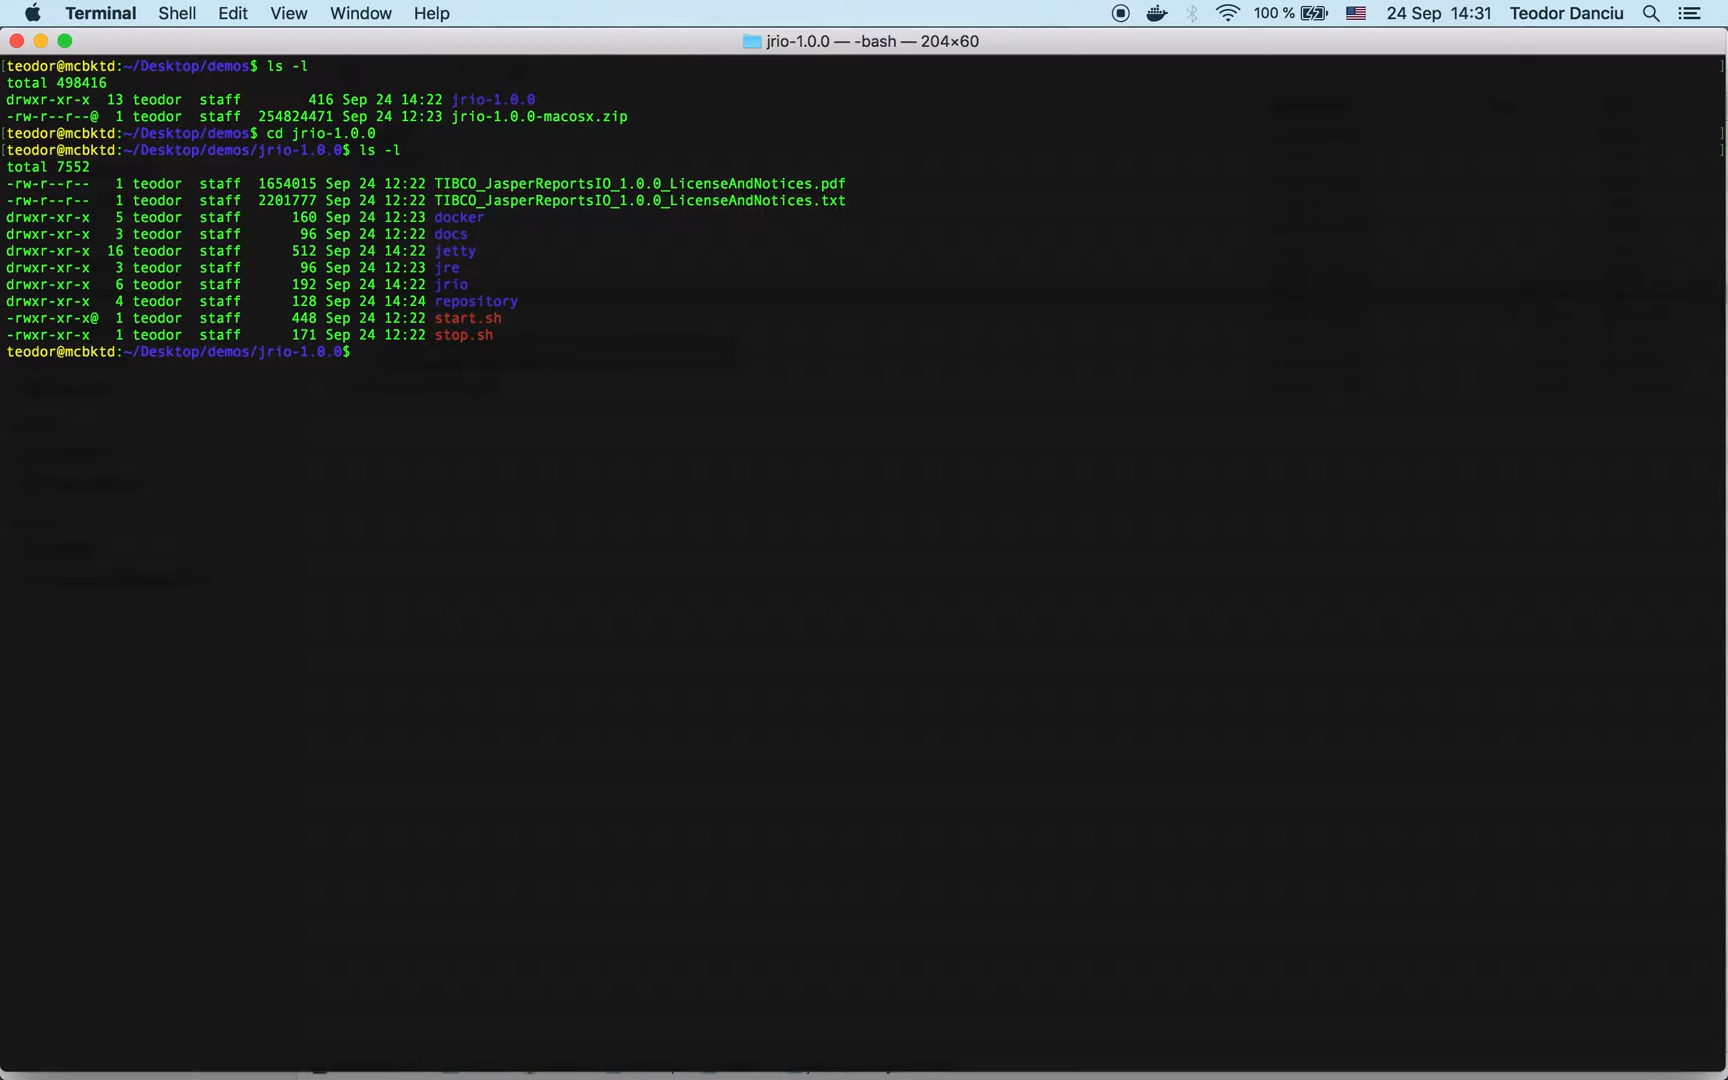 Terminal Shell Edit View Window Help 100 % 24 Sep 14:31 Teodor Danciu
jrio-1.0.0 — -bash — 204×60
[teodor@mcbktd:~/Desktop/demos$ ls -l ]
total 498416
drwxr-xr-x 13 teodor staff 416 Sep 24 14:22 jrio-1.0.0
-rw-r--r--@ 1 teodor staff 254824471 Sep 24 12:23 jrio-1.0.0-macosx.zip
[teodor@mcbktd:~/Desktop/demos$ cd jrio-1.0.0 ]
[teodor@mcbktd:~/Desktop/demos/jrio-1.0.0$ ls -l ]
total 7552
-rw-r--r-- 1 teodor staff 1654015 Sep 24 12:22 TIBCO_JasperReportsIO_1.0.0_LicenseAndNotices.pdf
-rw-r--r-- 1 teodor staff 2201777 Sep 24 12:22 TIBCO_JasperReportsIO_1.0.0_LicenseAndNotices.txt
drwxr-xr-x 5 teodor staff 160 Sep 24 12:23 docker
drwxr-xr-x 3 teodor staff 96 Sep 24 12:22 docs
drwxr-xr-x 16 teodor staff 512 Sep 24 14:22 jetty
drwxr-xr-x 3 teodor staff 96 Sep 24 12:23 jre
drwxr-xr-x 6 teodor staff 192 Sep 24 14:22 jrio
drwxr-xr-x 4 teodor staff 128 Sep 24 14:24 repository
-rwxr-xr-x@ 1 teodor staff 448 Sep 24 12:22 start.sh
-rwxr-xr-x 1 teodor staff 171 Sep 24 12:22 stop.sh
teodor@mcbktd:~/Desktop/demos/jrio-1.0.0$